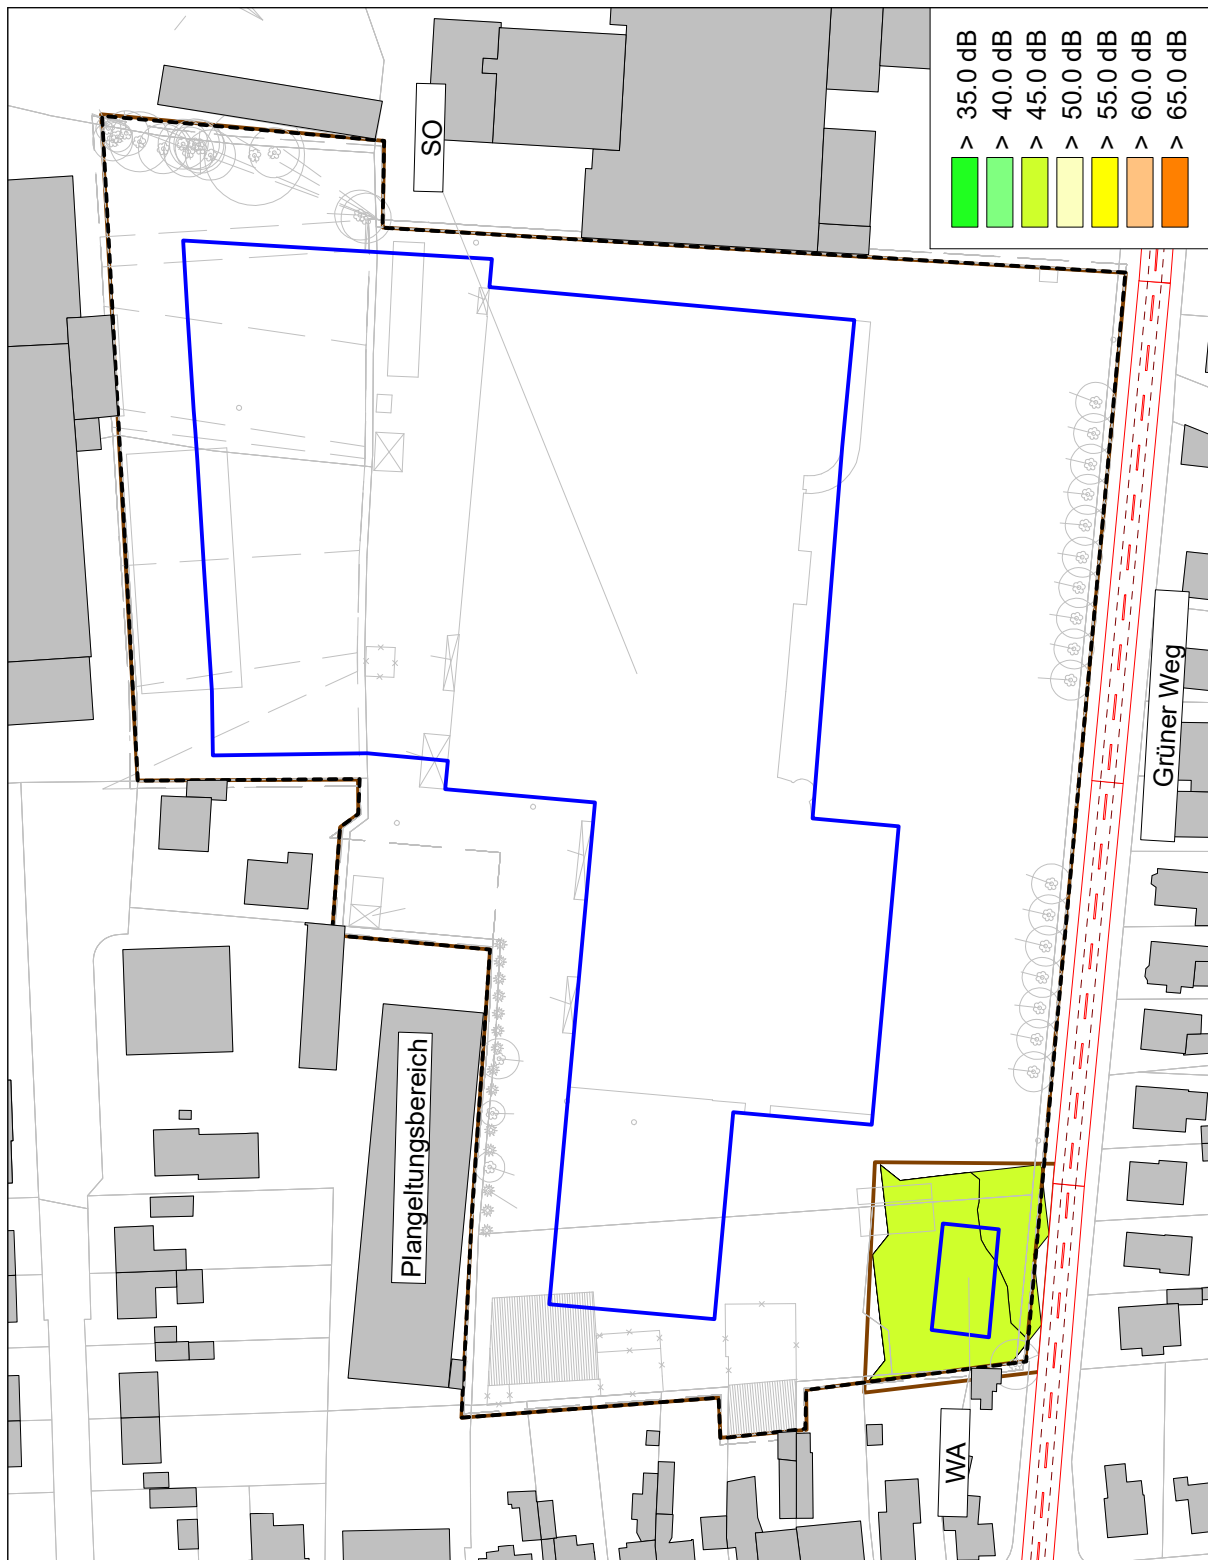 SO
> 35.0 dB
> 40.0 dB
> 45.0 dB
> 50.0 dB
> 55.0 dB
> 60.0 dB
> 65.0 dB
Plangeltungsbereich
Grüner Weg
WA